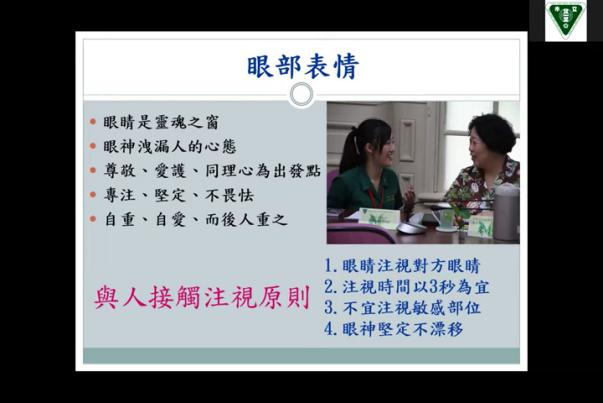 眼部表情
眼睛是靈魂之窗
眼神洩漏人的心態
尊敬、愛護、同理心為出發點
專注、堅定、不畏怯
自重、自愛、而後人重之
與人接觸注視原則
1.眼睛注視對方眼睛
2.注視時間以3秒為宜
3.不宜注視敏感部位
4.眼神堅定不漂移